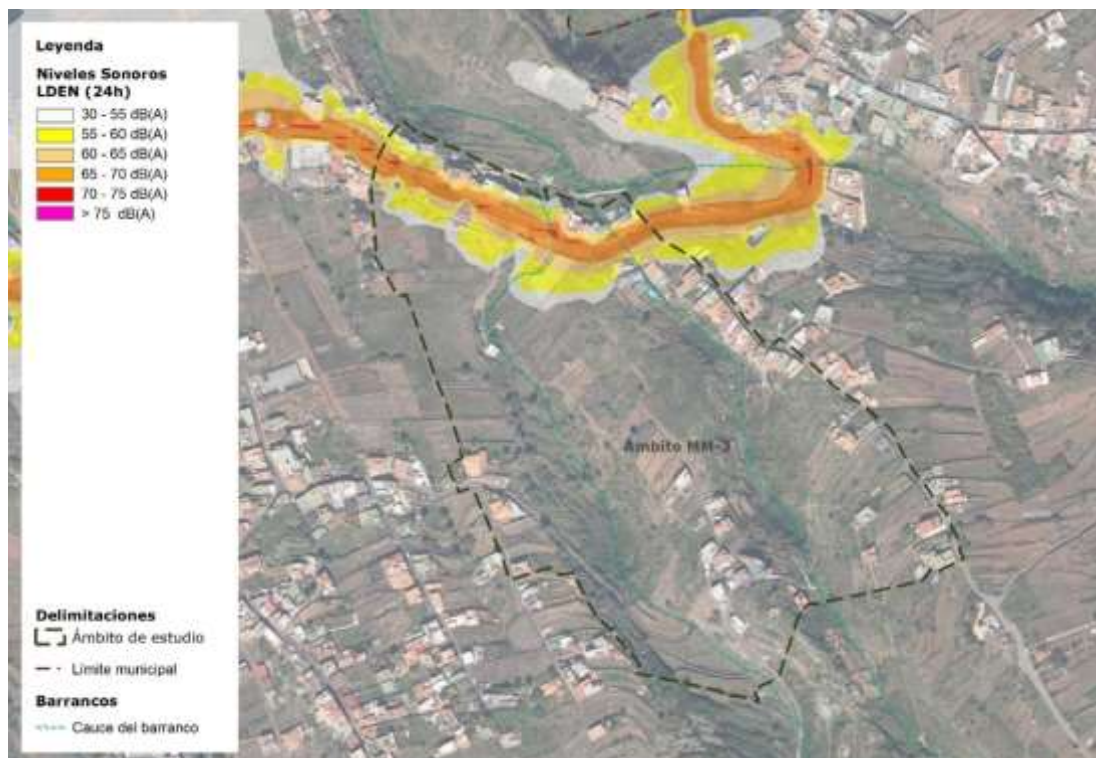 Leyenda
Niveles Sonoros
LDEN (24h)
30 - 55 dB(A)
55 - 60 dB(A)
60 - 65 dB(A)
65 - 70 dB(A)
70 - 75 dB(A)
> 75 dB(A)
Ámbito MM-3
Delimitaciones
Ámbito de estudio
Límite municipal
Barrancos
Cauce del barranco